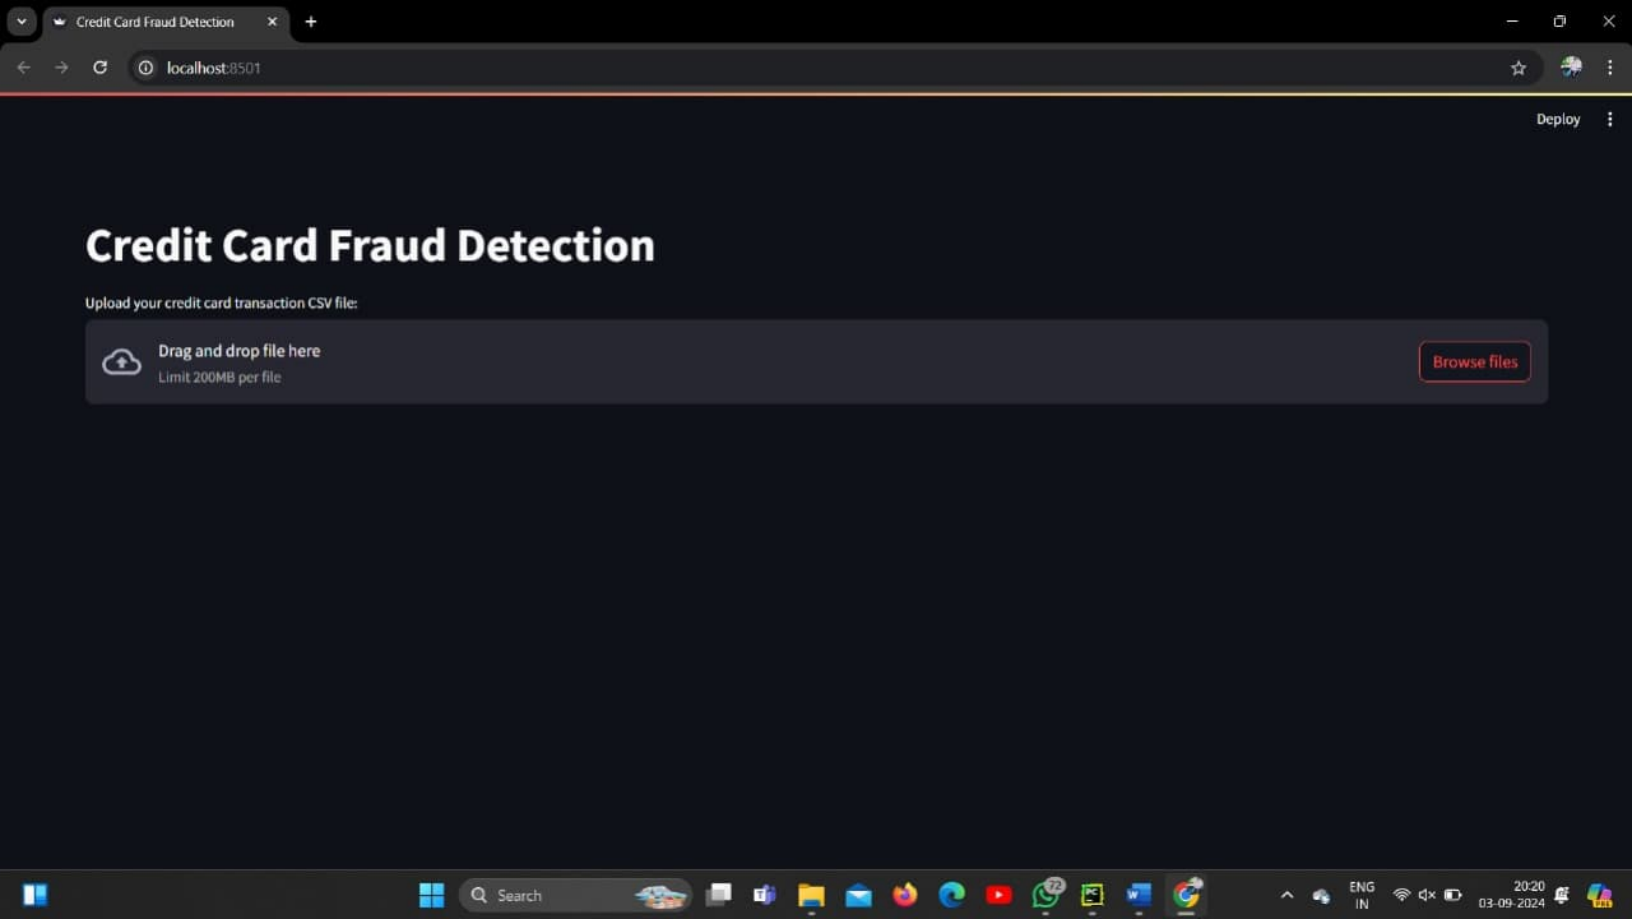 Credit Card Fraud Detection
localhost:8501
Deploy
Credit Card Fraud Detection
Upload your credit card transaction CSV file:
Drag and drop file here
Limit 200MB per file
Browse files
Search
72
ENG
IN
20:20
03-09-2024